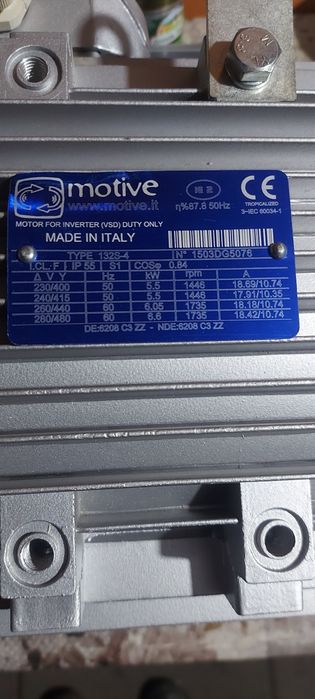 motive
www.motive.it
IE 2
η%87.8 50Hz
CE
TROPICALIZED
3~IEC 60034-1
MOTOR FOR INVERTER (VSD) DUTY ONLY
MADE IN ITALY
TYPE 132S-4 N° 1503DG5076
I.CL. F IP 55 S1 COSφ 0.84
Δ V Y Hz kW rpm A
230/400 50 5.5 1446 18.69/10.74
240/415 50 5.5 1446 17.91/10.35
260/440 60 6.05 1735 18.18/10.74
280/480 60 6.6 1735 18.42/10.74
DE:6208 C3 ZZ - NDE:6208 C3 ZZ